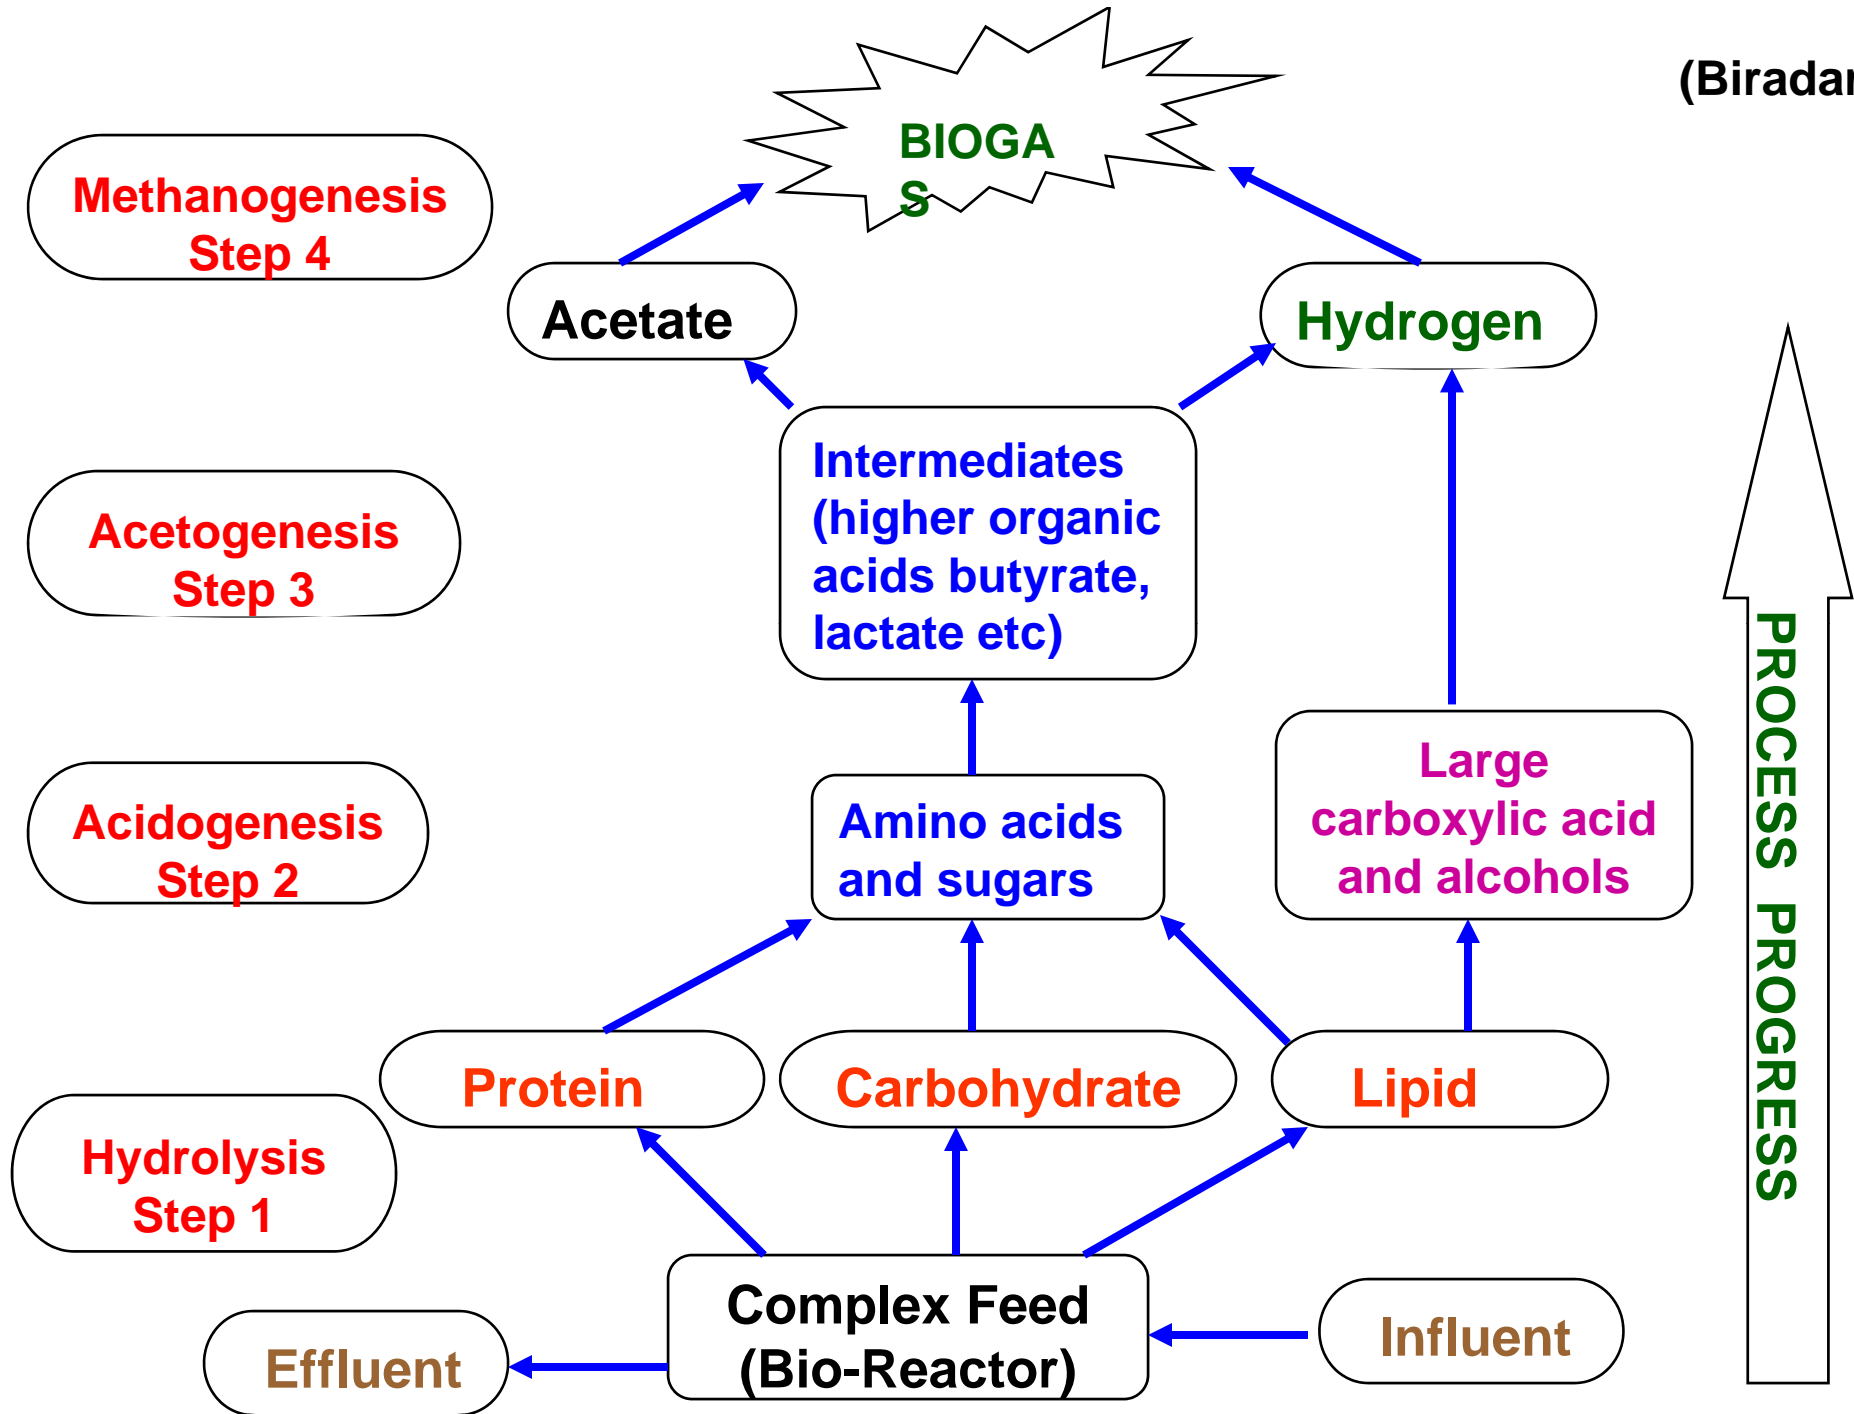 (Biradar
BIOGA
S
Methanogenesis
Step 4
Acetate
Hydrogen
Intermediates
(higher organic
acids butyrate,
lactate etc)
Acetogenesis
Step 3
Large
carboxylic acid
and alcohols
Amino acids
and sugars
Acidogenesis
Step 2
Protein
Carbohydrate
Lipid
Hydrolysis
Step 1
Complex Feed
(Bio-Reactor)
Influent
Effluent
PROCESS PROGRESS